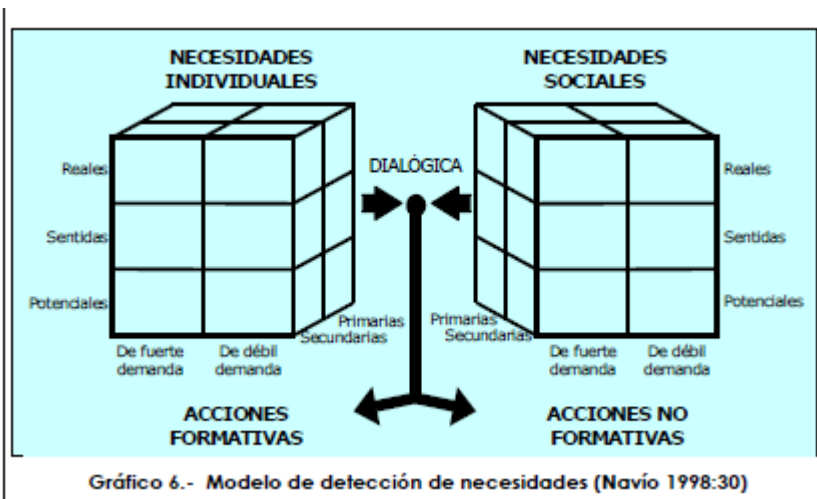 NECESIDADES
INDIVIDUALES
NECESIDADES
SOCIALES
Reales
Sentidas
Potenciales
DIALÓGICA
Reales
Sentidas
Potenciales
Primarias
Secundarias
Primarias
Secundarias
De fuerte
demanda
De débil
demanda
De fuerte
demanda
De débil
demanda
ACCIONES
FORMATIVAS
ACCIONES NO
FORMATIVAS
Gráfico 6.- Modelo de detección de necesidades (Navío 1998:30)